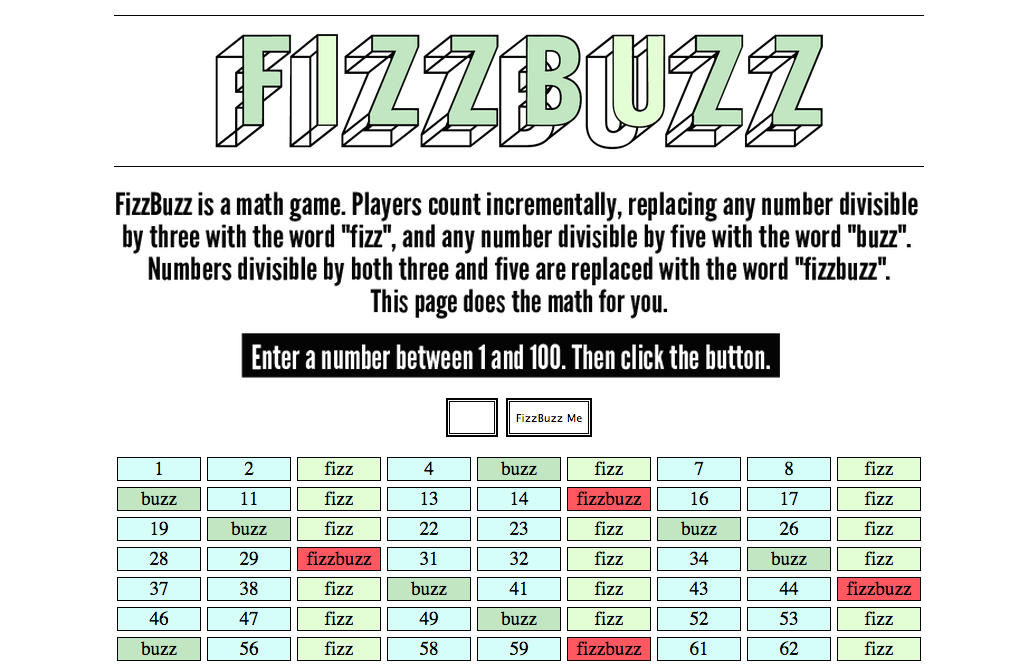 FIZZBUZZ
FizzBuzz is a math game. Players count incrementally, replacing any number divisible
by three with the word "fizz", and any number divisible by five with the word "buzz".
Numbers divisible by both three and five are replaced with the word "fizzbuzz".
This page does the math for you.
Enter a number between 1 and 100. Then click the button.
FizzBuzz Me
1 2 fizz 4 buzz fizz 7 8 fizz
buzz 11 fizz 13 14 fizzbuzz 16 17 fizz
19 buzz fizz 22 23 fizz buzz 26 fizz
28 29 fizzbuzz 31 32 fizz 34 buzz fizz
37 38 fizz buzz 41 fizz 43 44 fizzbuzz
46 47 fizz 49 buzz fizz 52 53 fizz
buzz 56 fizz 58 59 fizzbuzz 61 62 fizz